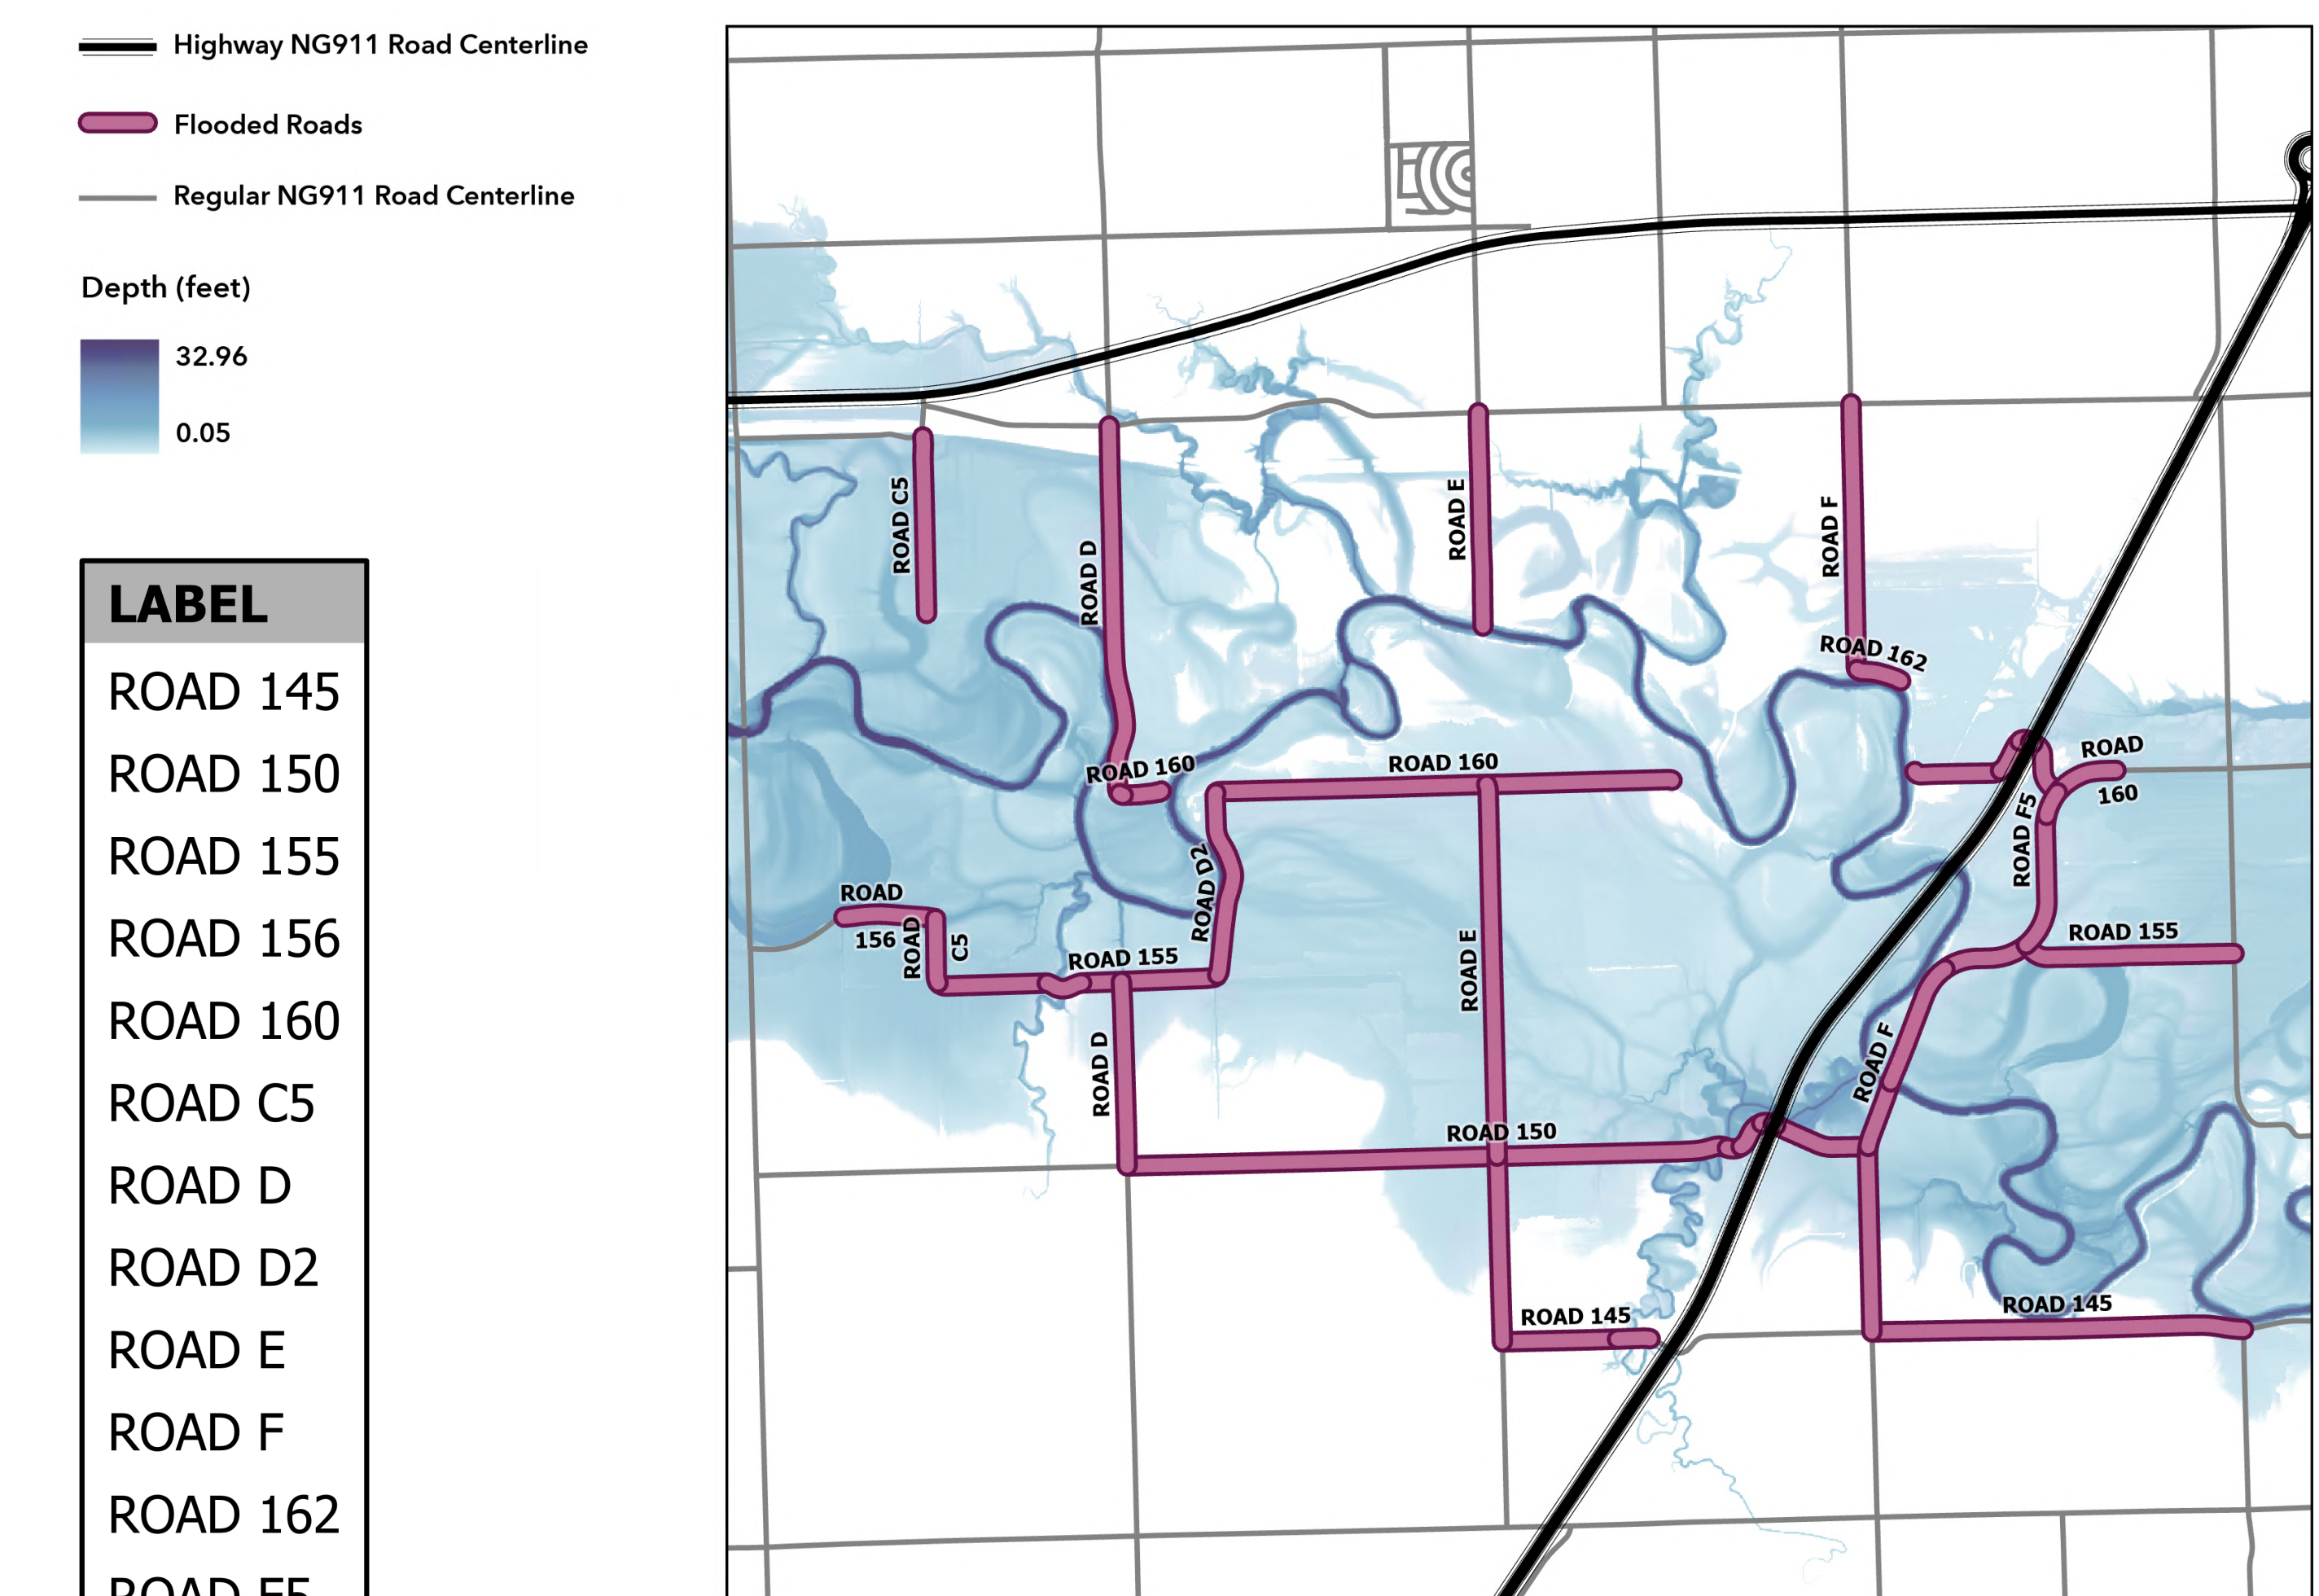 Highway NG911 Road Centerline
Flooded Roads
Regular NG911 Road Centerline
Depth (feet)
32.96
0.05
LABEL
ROAD 145
ROAD 150
ROAD 155
ROAD 156
ROAD 160
ROAD C5
ROAD D
ROAD D2
ROAD E
ROAD F
ROAD 162
ROAD F5
ROAD C5
ROAD D
ROAD E
ROAD F
ROAD 162
ROAD 160
ROAD 160
ROAD
160
ROAD F5
ROAD D2
ROAD
156
ROAD
C5
ROAD 155
ROAD E
ROAD 155
ROAD D
ROAD F
ROAD 150
ROAD 145
ROAD 145